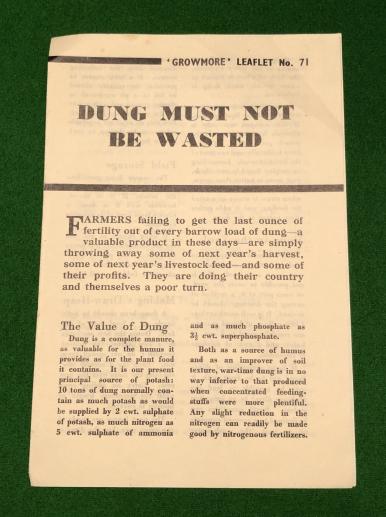 'GROWMORE' LEAFLET No. 71
DUNG MUST NOT
BE WASTED
FARMERS failing to get the last ounce of
fertility out of every barrow load of dung—a
valuable product in these days—are simply
throwing away some of next year's harvest,
some of next year's livestock feed—and some of
their profits. They are doing their country
and themselves a poor turn.
The Value of Dung
Dung is a complete manure,
as valuable for the humus it
provides as for the plant food
it contains. It is our present
principal source of potash:
10 tons of dung normally con-
tain as much potash as would
be supplied by 2 cwt. sulphate
of potash, as much nitrogen as
5 cwt. sulphate of ammonia
and as much phosphate as
3½ cwt. superphosphate.
Both as a source of humus
and as an improver of soil
texture, war-time dung is in no
way inferior to that produced
when concentrated feeding-
stuffs were more plentiful.
Any slight reduction in the
nitrogen can readily be made
good by nitrogenous fertilizers.